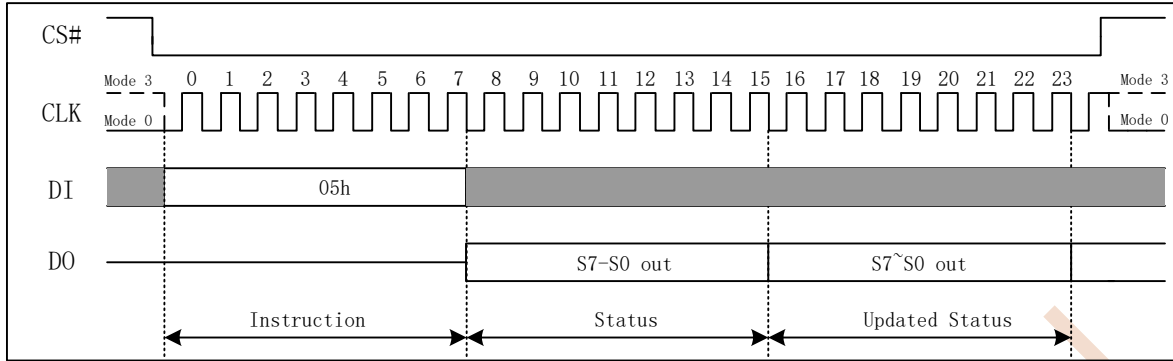 CS#
Mode 3 0 1 2 3 4 5 6 7 8 9 10 11 12 13 14 15 16 17 18 19 20 21 22 23 Mode 3
CLK
Mode 0 Mode 0
DI 05h
DO S7-S0 out S7~S0 out
Instruction Status Updated Status